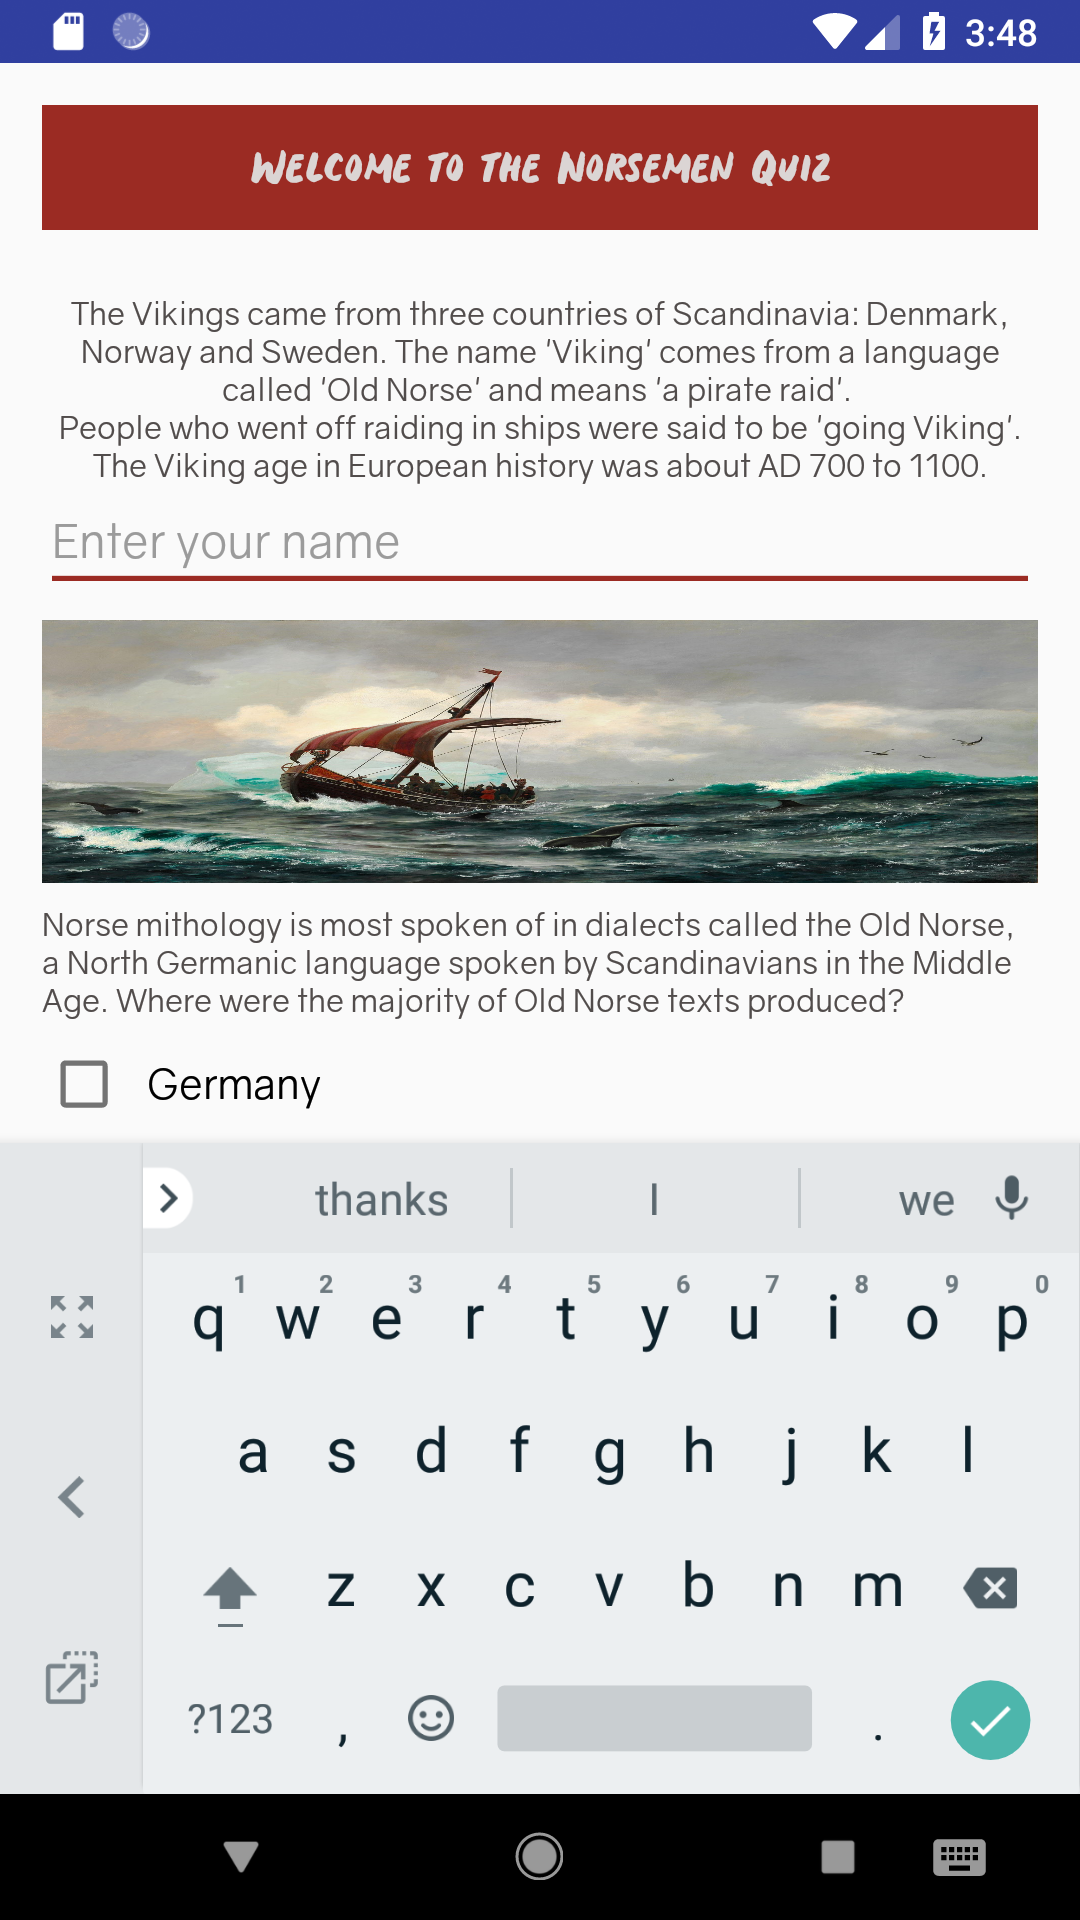 3:48
Welcome to the Norsemen Quiz
The Vikings came from three countries of Scandinavia: Denmark,
Norway and Sweden. The name 'Viking' comes from a language
called 'Old Norse' and means 'a pirate raid'.
People who went off raiding in ships were said to be 'going Viking'.
The Viking age in European history was about AD 700 to 1100.
Enter your name
Norse mithology is most spoken of in dialects called the Old Norse,
a North Germanic language spoken by Scandinavians in the Middle
Age. Where were the majority of Old Norse texts produced?
Germany
thanks I we
1 2 3 4 5 6 7 8 9 0
q w e r t y u i o p
a s d f g h j k l
z x c v b n m
?123 , .